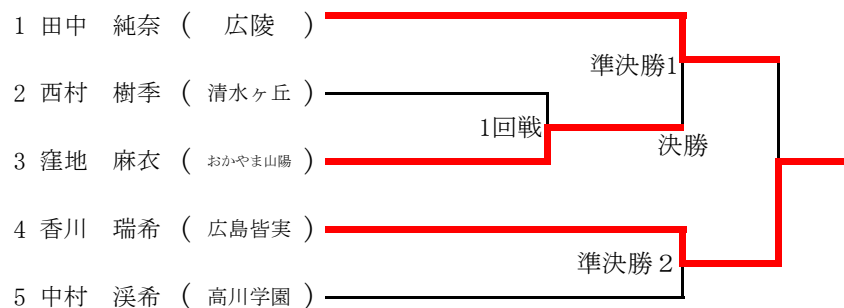 1 田中 純奈 ( 広陵 )
準決勝1
2 西村 樹季 ( 清水ヶ丘 )
1回戦
決勝
3 窪地 麻衣 ( おかやま山陽 )
4 香川 瑞希 ( 広島皆実 )
準決勝２
5 中村 渓希 ( 高川学園 )